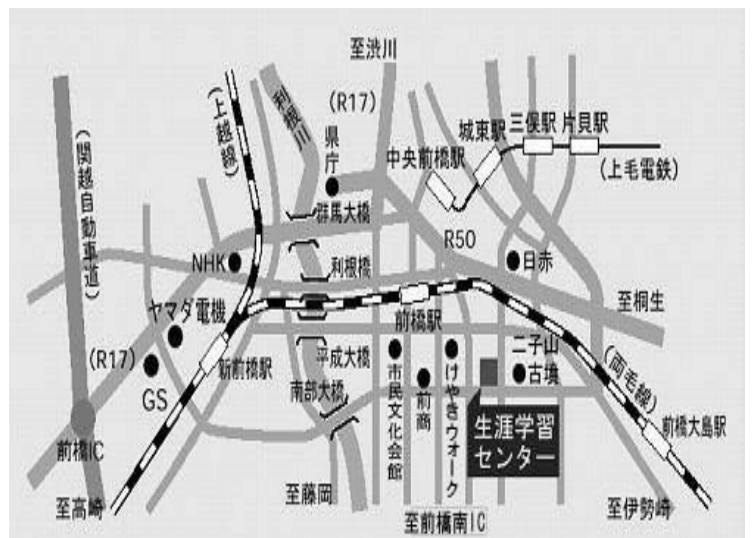 至渋川
(R17)
利根川
(上越線)
(関越自動車道)
県庁
城東駅
三俣駅
片貝駅
中央前橋駅
(上毛電鉄)
群馬大橋
R50
NHK
利根橋
日赤
至桐生
ヤマダ電機
前橋駅
(R17)
新前橋駅
平成大橋
二子山
古墳
(両毛線)
GS
南部大橋
市民文化会館
前商
けやきウォーク
生涯学習
センター
前橋大島駅
前橋IC
至高崎
至藤岡
至前橋南IC
至伊勢崎